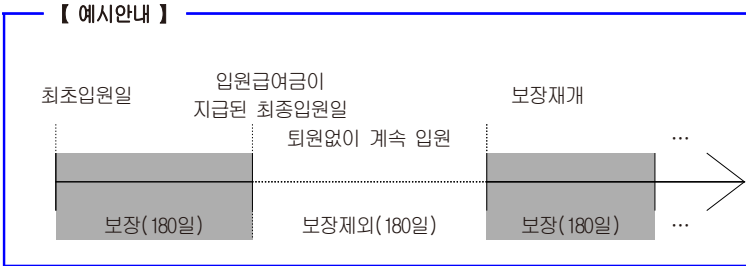 【 예시안내 】
최초입원일
입원급여금이
지급된 최종입원일
보장재개
퇴원없이 계속 입원
…
보장(180일)
보장제외(180일)
보장(180일)
…